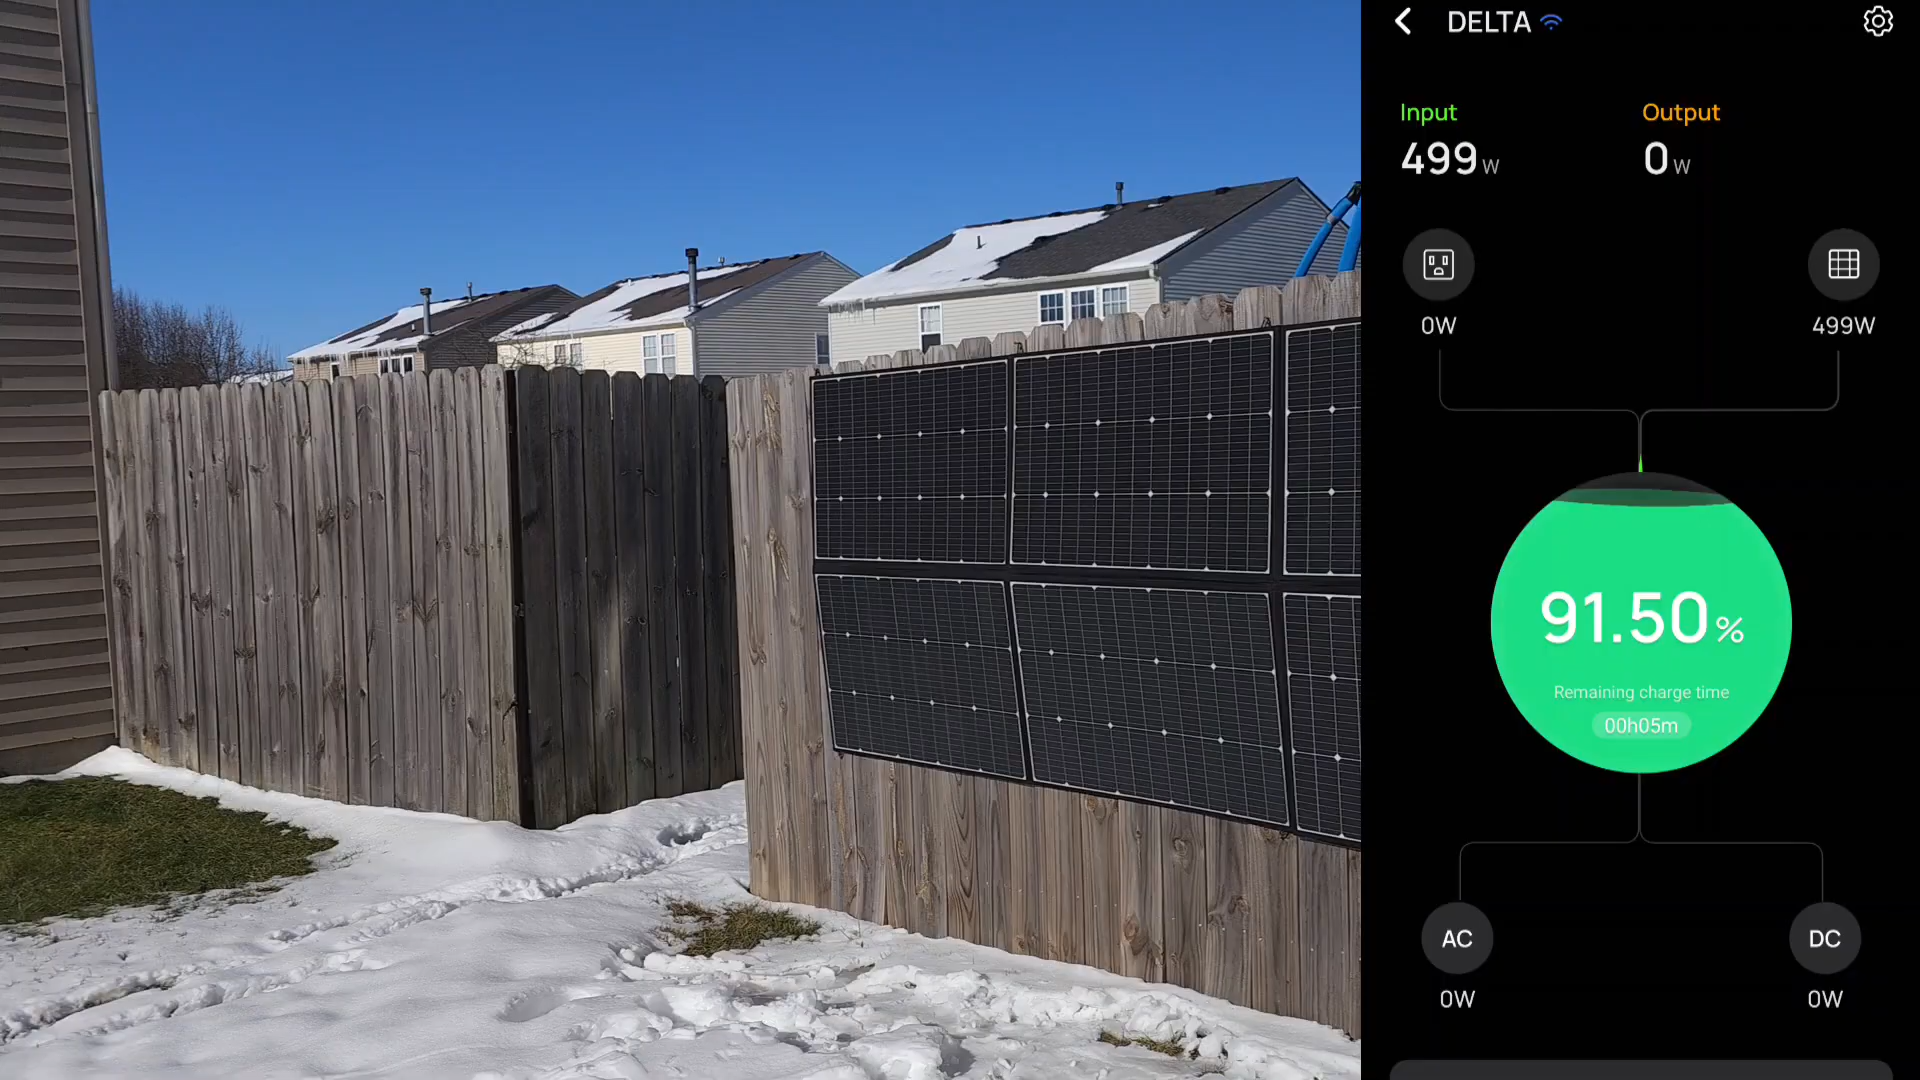 DELTA
Input Output
499W 0W
0W 499W
91.50%
Remaining charge time
00h05m
AC DC
0W 0W